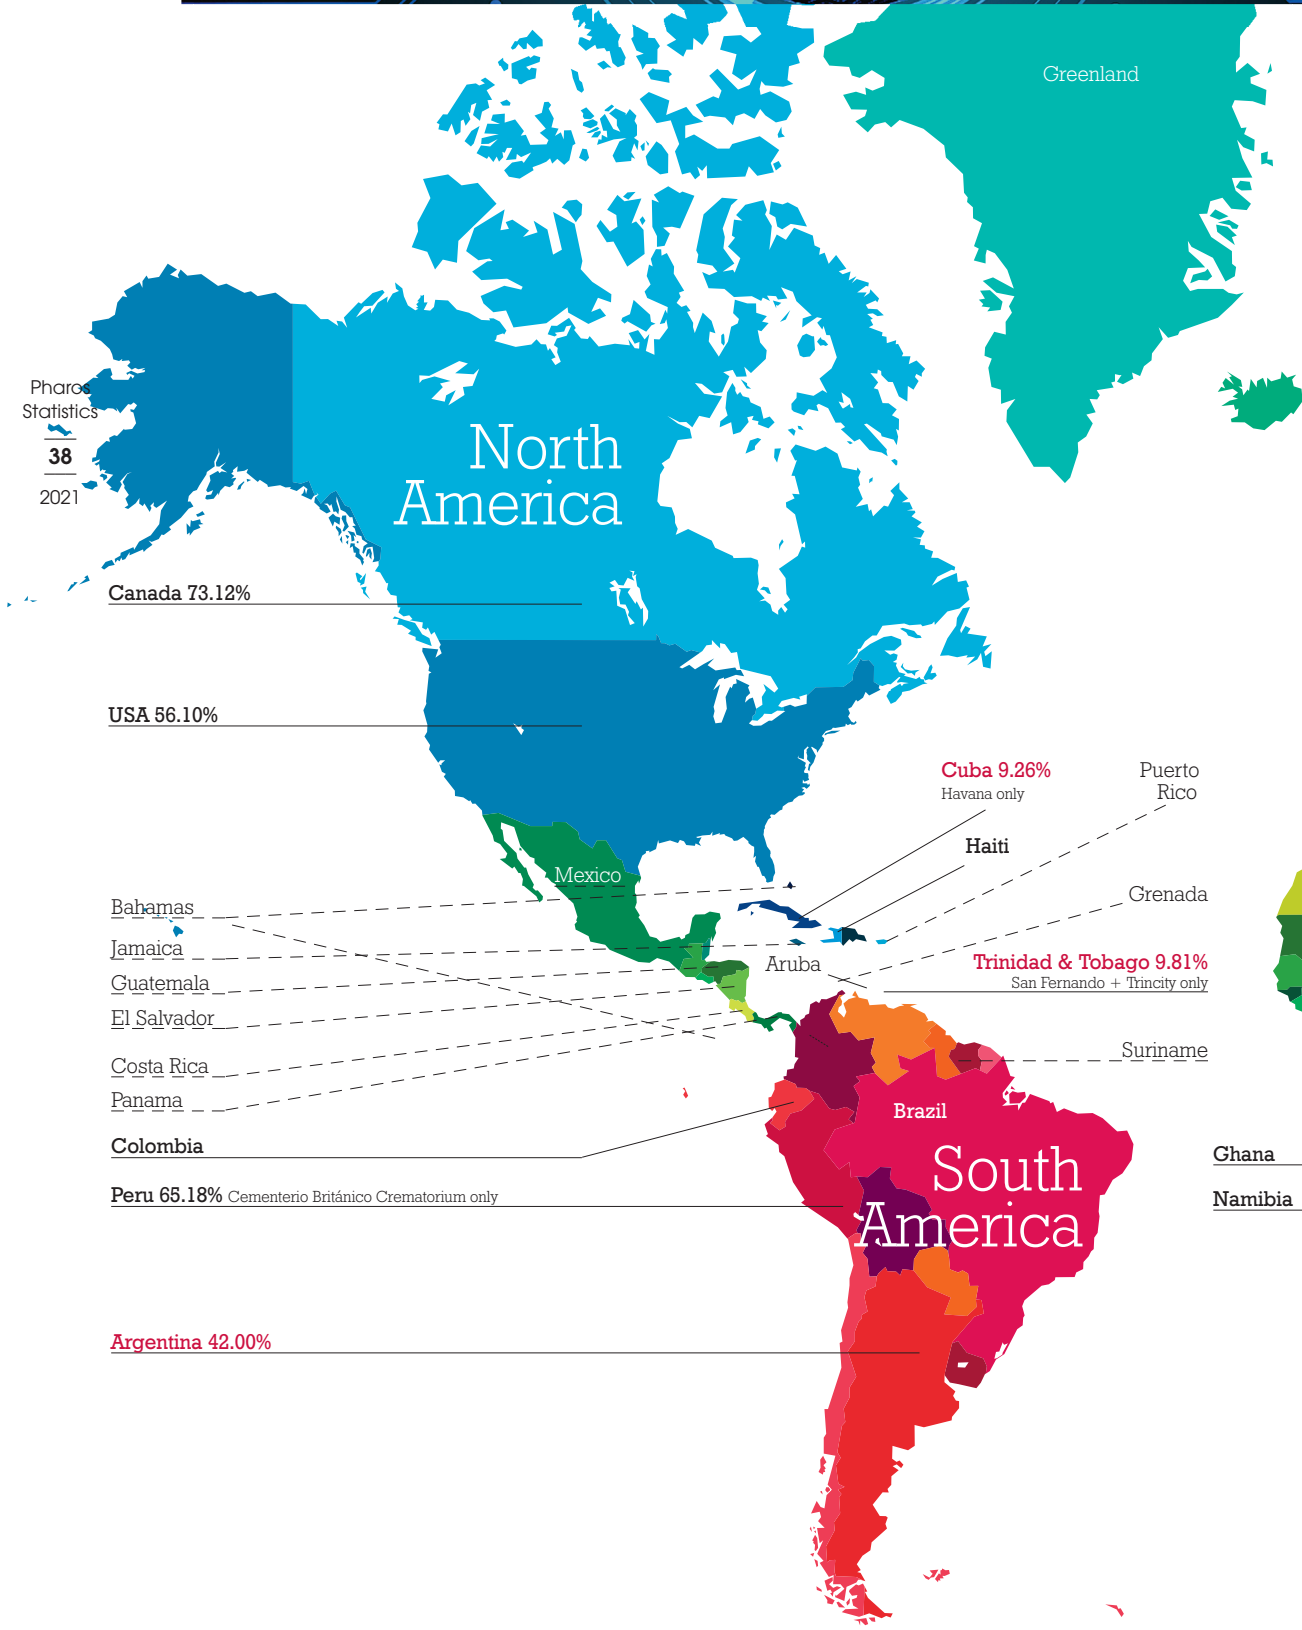 Greenland
Pharos
Statistics
38
2021
North
America
Canada 73.12%
USA 56.10%
Cuba 9.26%
Havana only
Puerto
Rico
Haiti
Mexico
Grenada
Bahamas
Jamaica
Aruba
Trinidad & Tobago 9.81%
San Fernando + Trincity only
Guatemala
El Salvador
Suriname
Costa Rica
Panama
Brazil
Colombia
South
America
Ghana
Peru 65.18% Cementerio Británico Crematorium only
Namibia
Argentina 42.00%